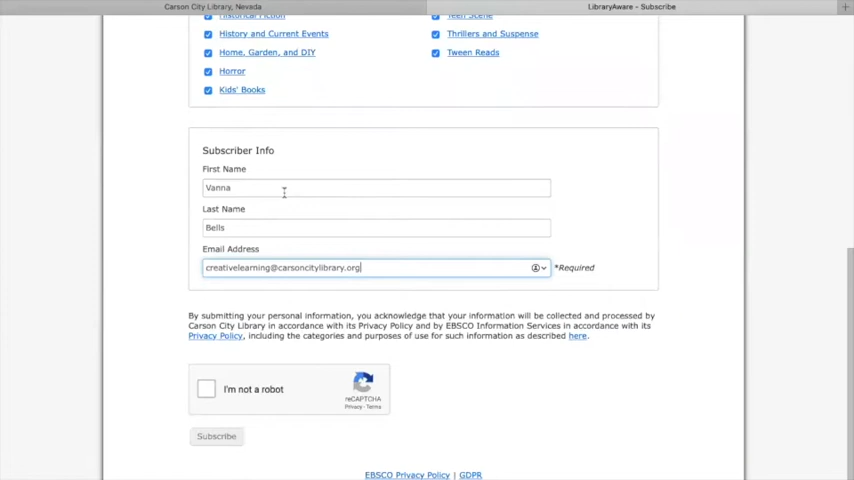 Carson City Library, Nevada
LibraryAware - Subscribe
+
Historical Fiction
Teen Scene
History and Current Events
Thrillers and Suspense
Home, Garden, and DIY
Tween Reads
Horror
Kids' Books
Subscriber Info
First Name
Vanna
Last Name
Bells
Email Address
creativelearning@carsoncitylibrary.org
*Required
By submitting your personal information, you acknowledge that your information will be collected and processed by
Carson City Library in accordance with its Privacy Policy and by EBSCO Information Services in accordance with its
Privacy Policy, including the categories and purposes of use for such information as described here.
I'm not a robot
reCAPTCHA
Privacy - Terms
Subscribe
EBSCO Privacy Policy | GDPR